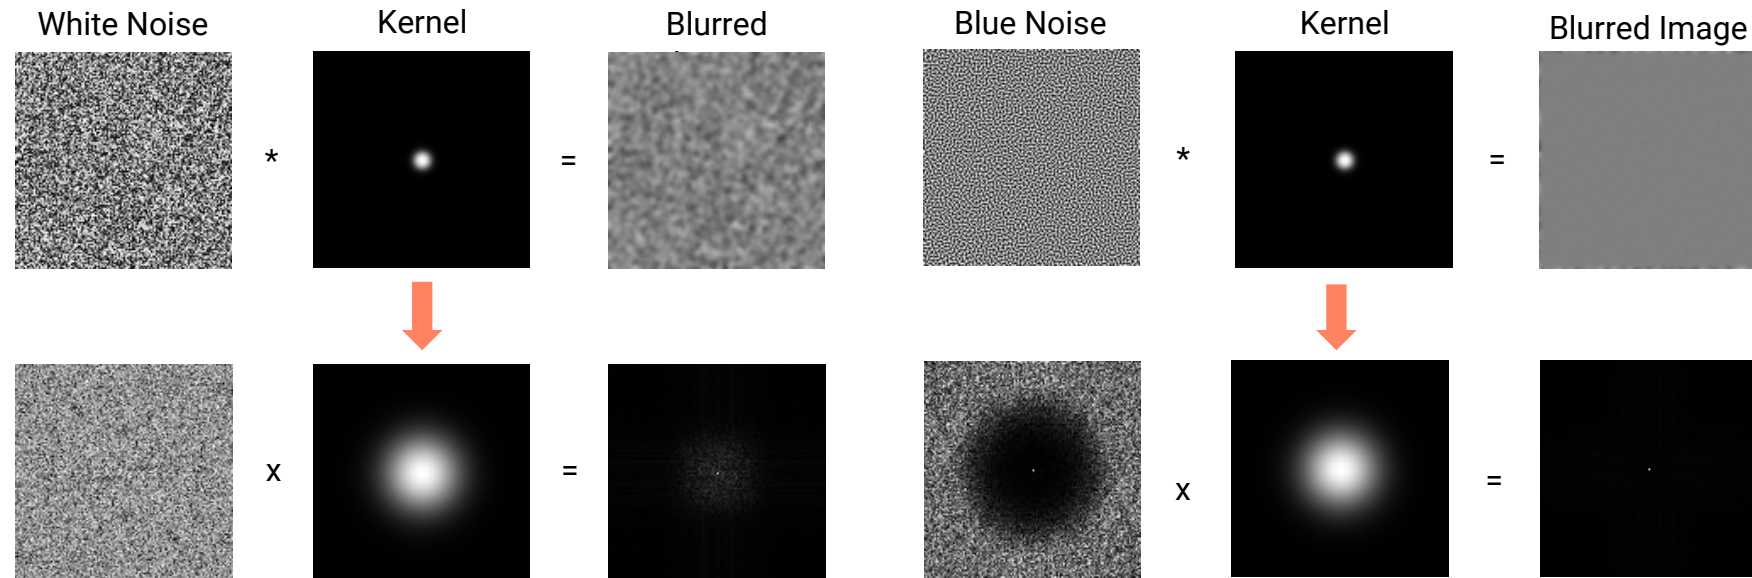 White Noise
Kernel
Blurred
Blue Noise
Kernel
Blurred Image
* = * =
x = x =